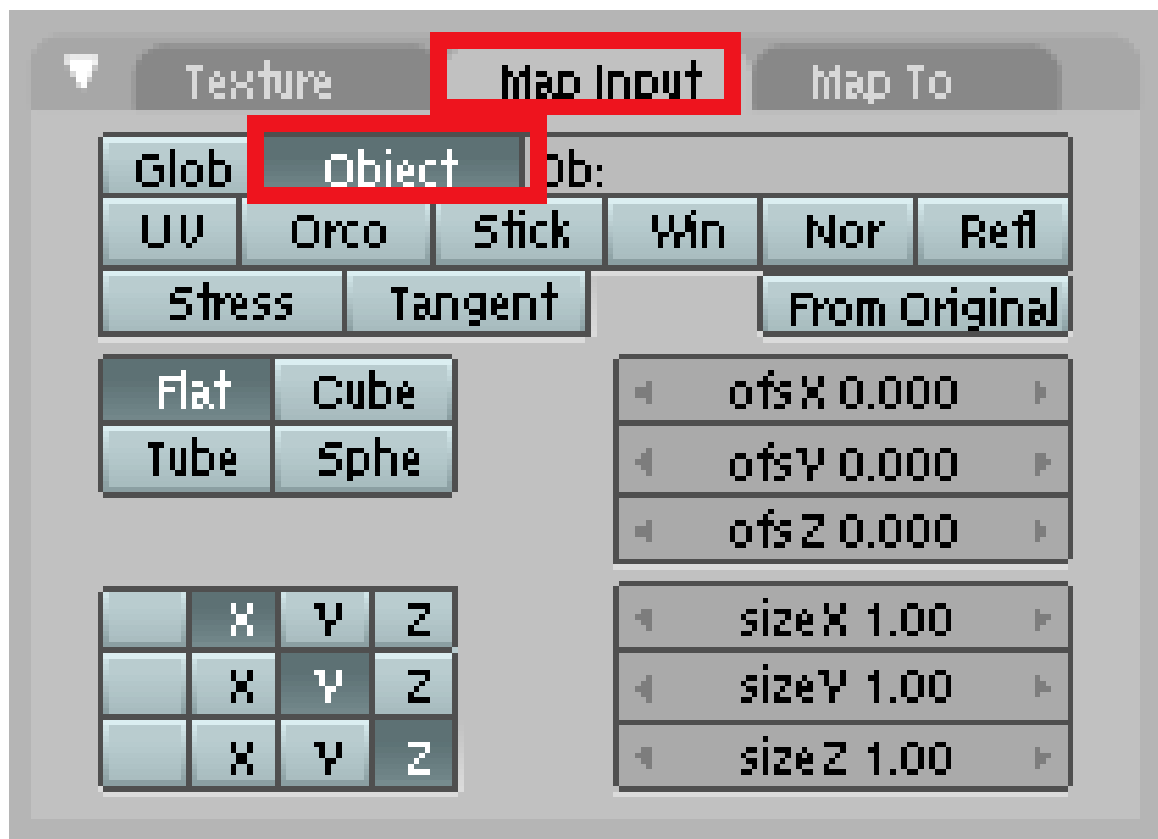 Texture Map Input Map To
Glob Object Ob:
UV Orco Stick Win Nor Refl
Stress Tangent From Original
Flat Cube ofsX 0.000
Tube Sphe ofsY 0.000
ofsZ 0.000
X Y Z sizeX 1.00
X Y Z sizeY 1.00
X Y Z sizeZ 1.00